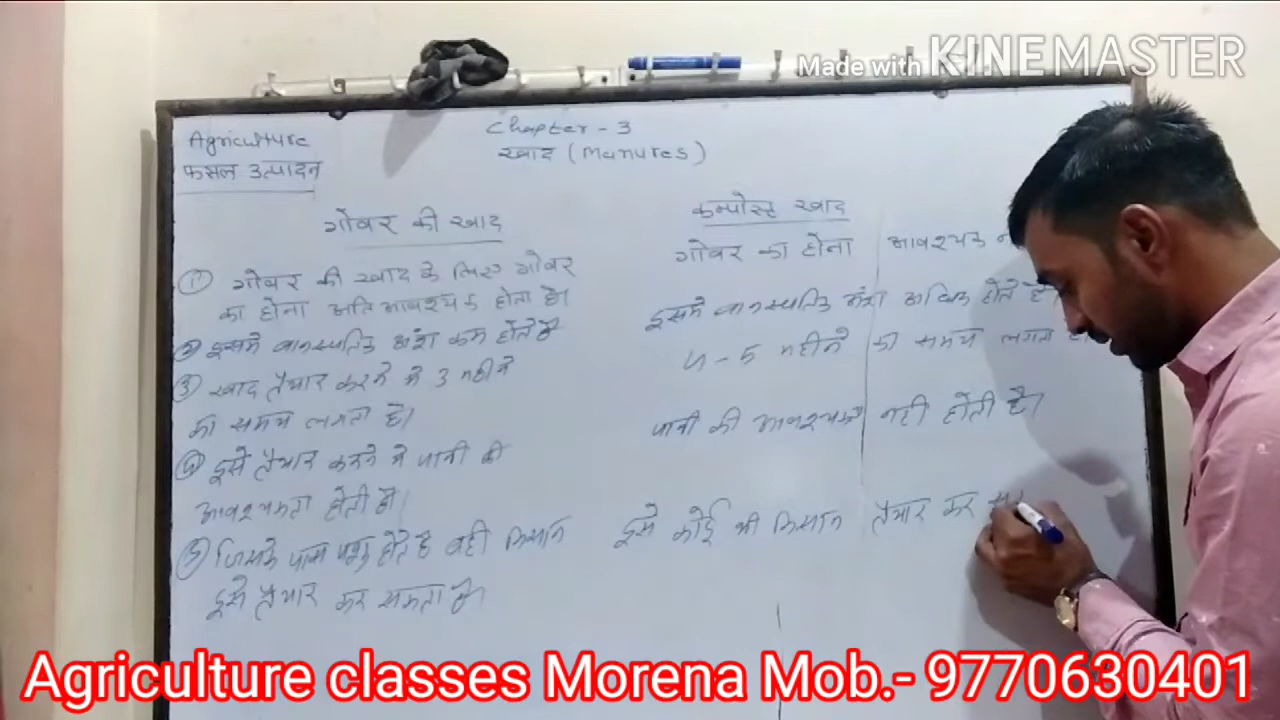 Made with KINEMASTER
Agriculture
फसल उत्पादन
Chapter - 3
खाद (Manures)
गोबर की खाद
① गोबर की खाद के लिए गोबर
का होना अति आवश्यक होता है।
② इसमे वानस्पतिक अंश कम होते है
③ खाद तैयार करने मे 3 महीने
का समय लगता है।
④ इसे तैयार करने मे पानी की
आवश्यकता होती है।
⑤ जिसके पास पशु होते है वही किसान
इसे तैयार कर सकता है।
कम्पोस्ट खाद
गोबर का होना आवश्यक
इसमे वानस्पतिक अंश अधिक होते है
4-5 महीने का समय लगता
पानी की आवश्यकता नही होती है।
इसे कोई भी किसान तैयार कर
Agriculture classes Morena Mob.- 9770630401